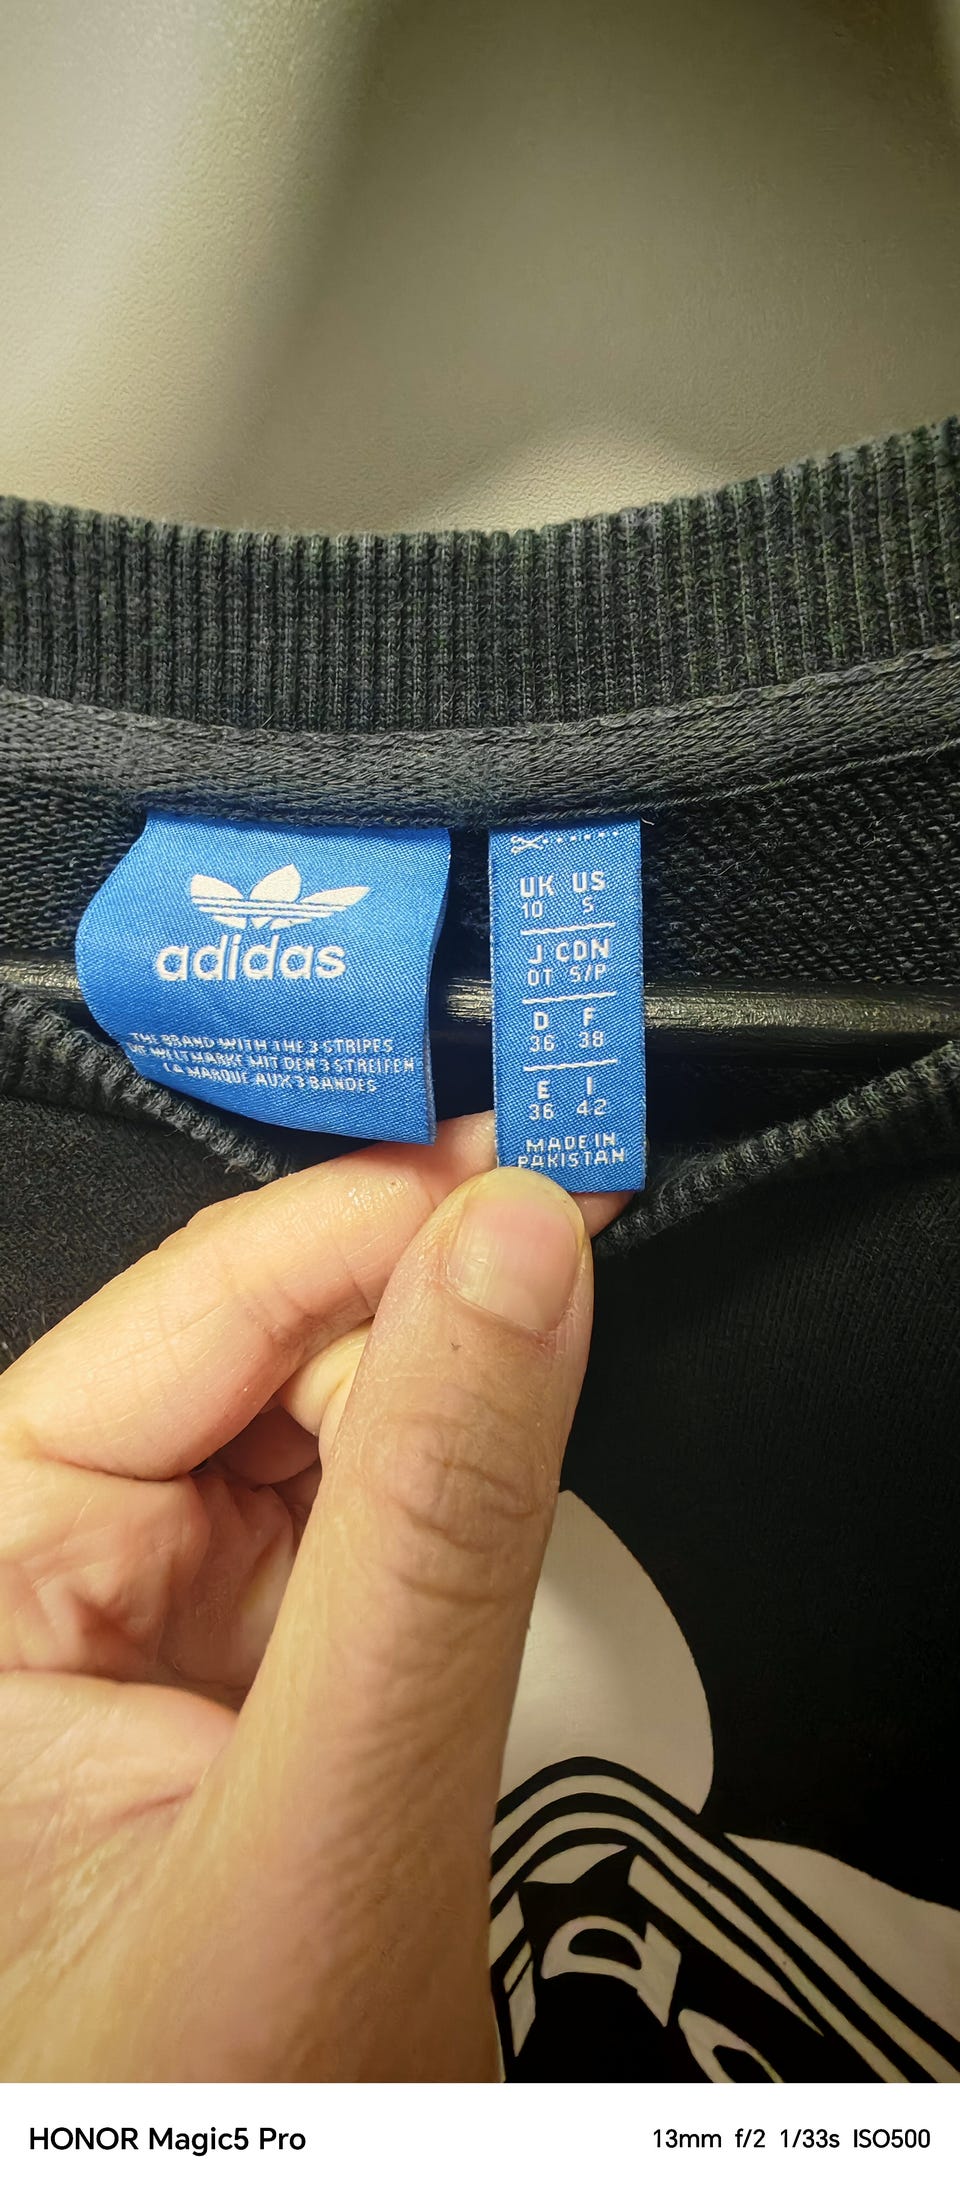 adidas
THE BRAND WITH THE 3 STRIPES
DIE WELTMARKE MIT DEN 3 STREIFEN
LA MARQUE AUX 3 BANDES
UK US
10 S
J CDN
OT S/P
D F
36 38
E I
36 42
MADE IN
PAKISTAN
HONOR Magic5 Pro
13mm f/2 1/33s ISO500